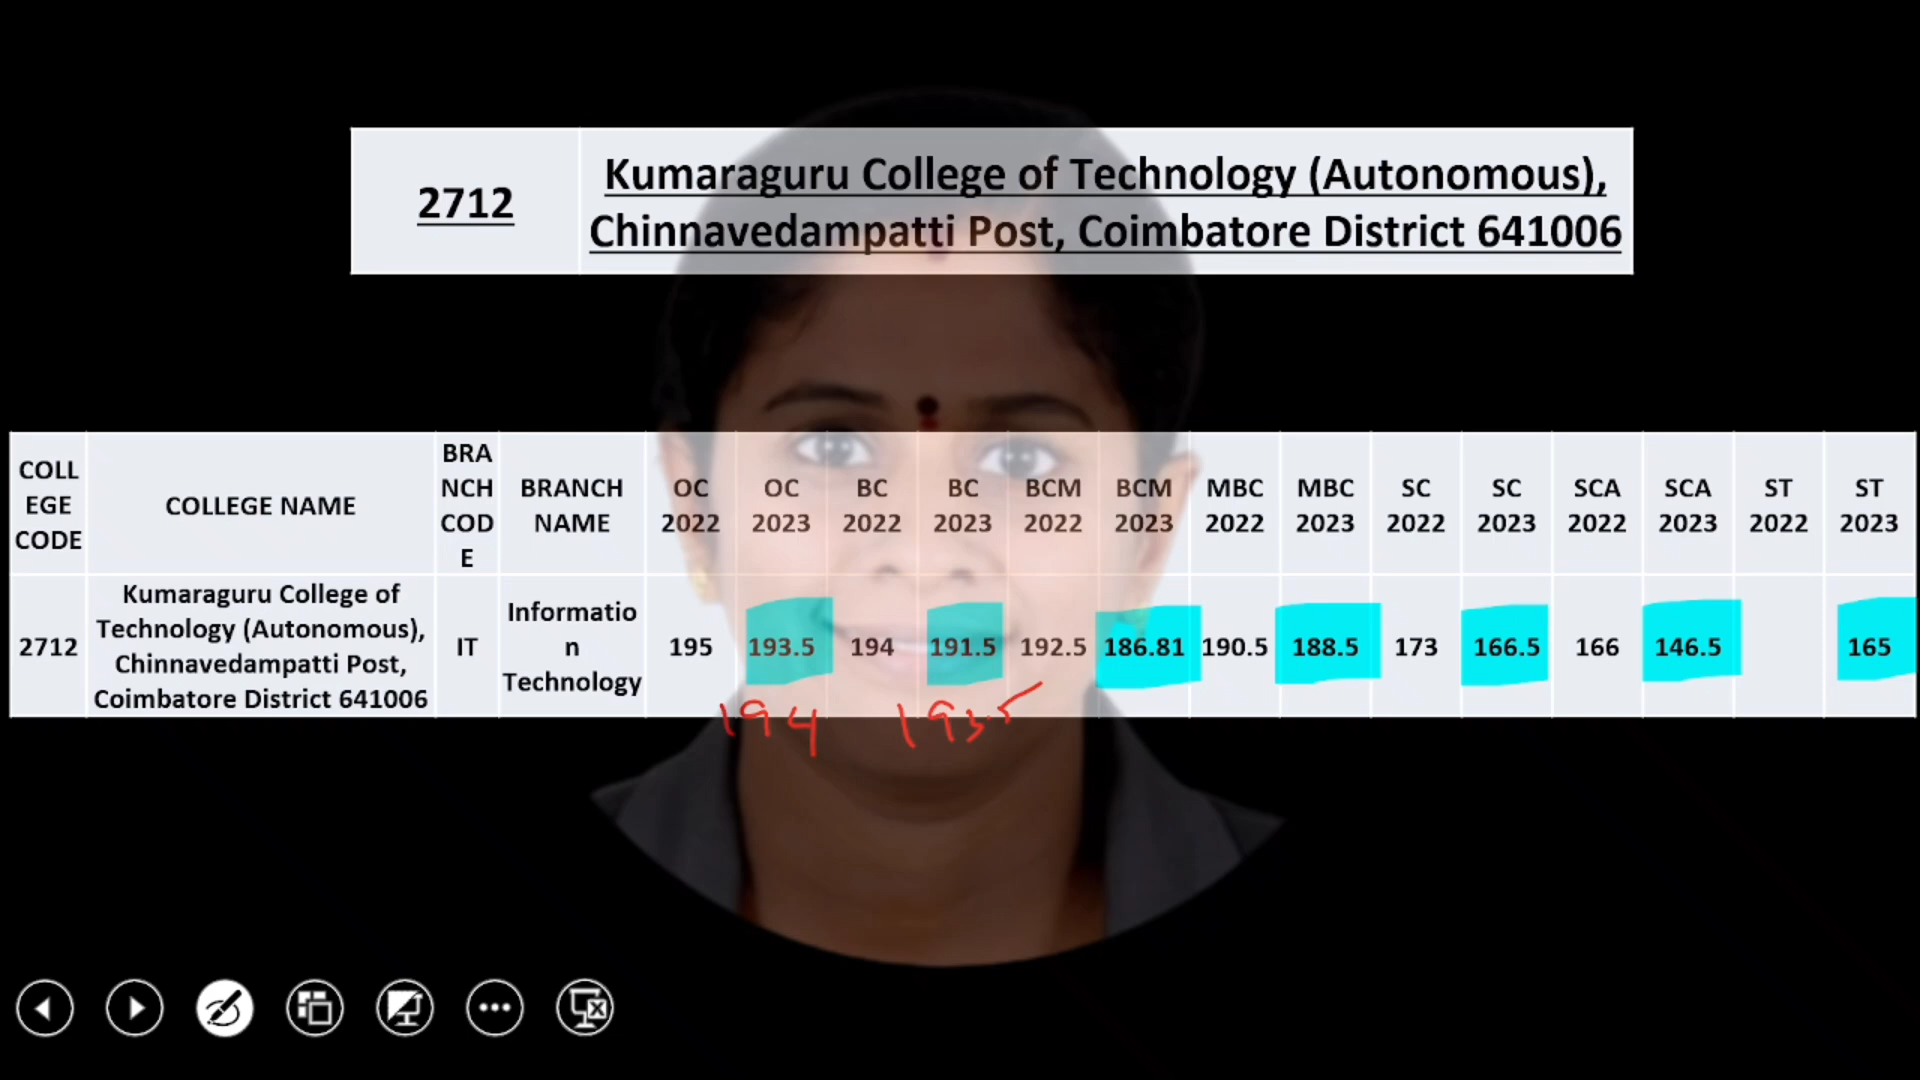 2712
Kumaraguru College of Technology (Autonomous),
Chinnavedampatti Post, Coimbatore District 641006
COLL
EGE
CODE
COLLEGE NAME
BRA
NCH
COD
E
BRANCH
NAME
OC
2022
OC
2023
BC
2022
BC
2023
BCM
2022
BCM
2023
MBC
2022
MBC
2023
SC
2022
SC
2023
SCA
2022
SCA
2023
ST
2022
ST
2023
2712
Kumaraguru College of
Technology (Autonomous),
Chinnavedampatti Post,
Coimbatore District 641006
IT
Informatio
n
Technology
195
193.5
194
191.5
192.5
186.81
190.5
188.5
173
166.5
166
146.5
165
194
193.5